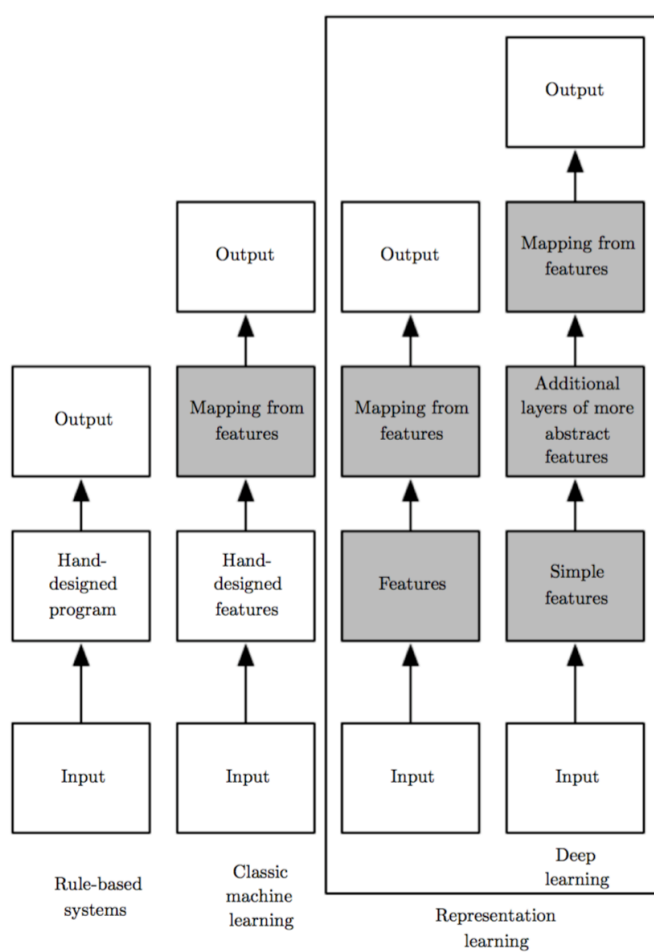 Output
Output
Output
Mapping from
features
Output
Mapping from
features
Mapping from
features
Additional
layers of more
abstract
features
Hand-
designed
program
Hand-
designed
features
Features
Simple
features
Input
Input
Input
Input
Rule-based
systems
Classic
machine
learning
Deep
learning
Representation
learning